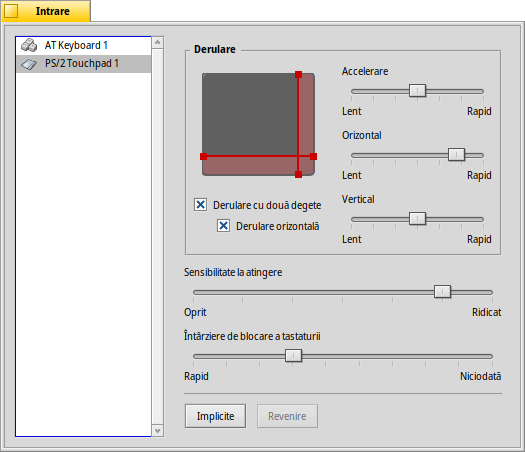 Intrare
AT Keyboard 1
PS/2 Touchpad 1
Derulare
Accelerare
Lent Rapid
Orizontal
Lent Rapid
Vertical
Lent Rapid
Derulare cu două degete
Derulare orizontală
Sensibilitate la atingere
Oprit Ridicat
Întârziere de blocare a tastaturii
Rapid Niciodată
Implicite Revenire